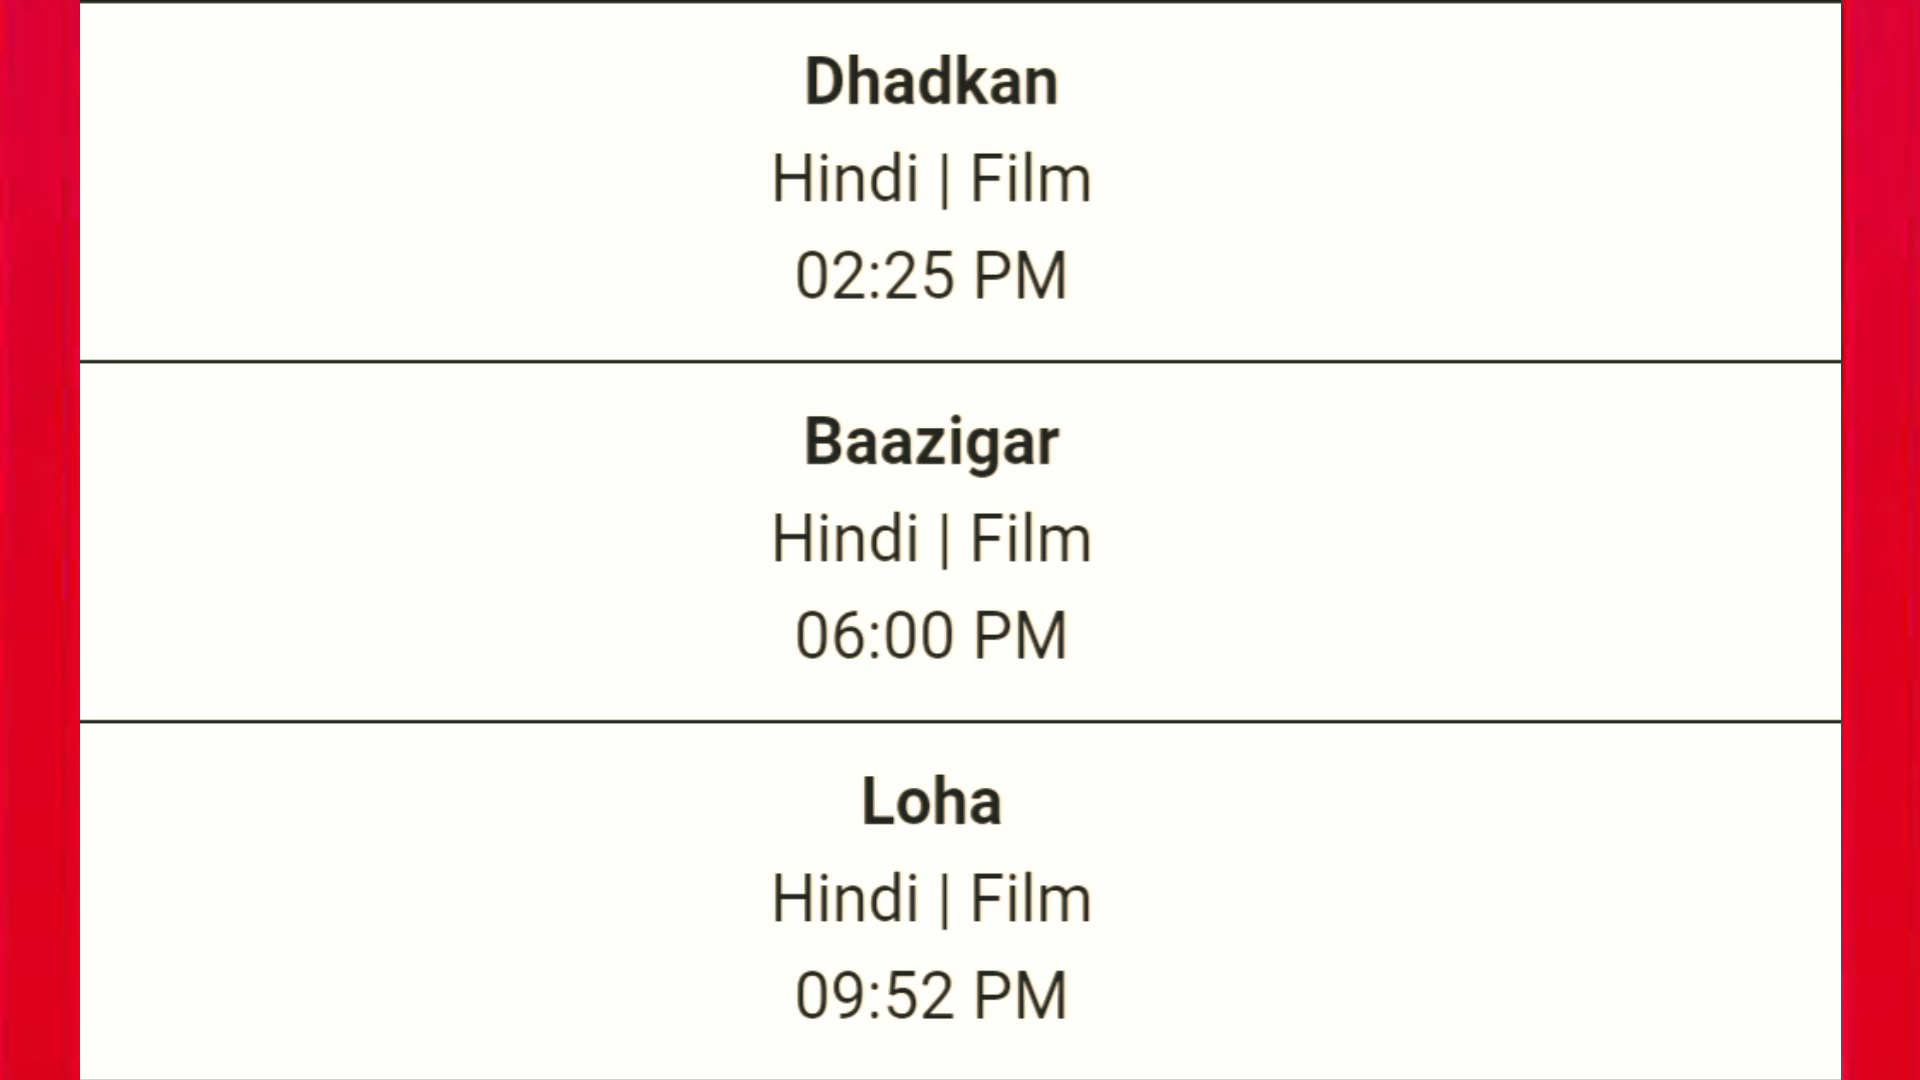 Dhadkan
Hindi | Film
02:25 PM
Baazigar
Hindi | Film
06:00 PM
Loha
Hindi | Film
09:52 PM